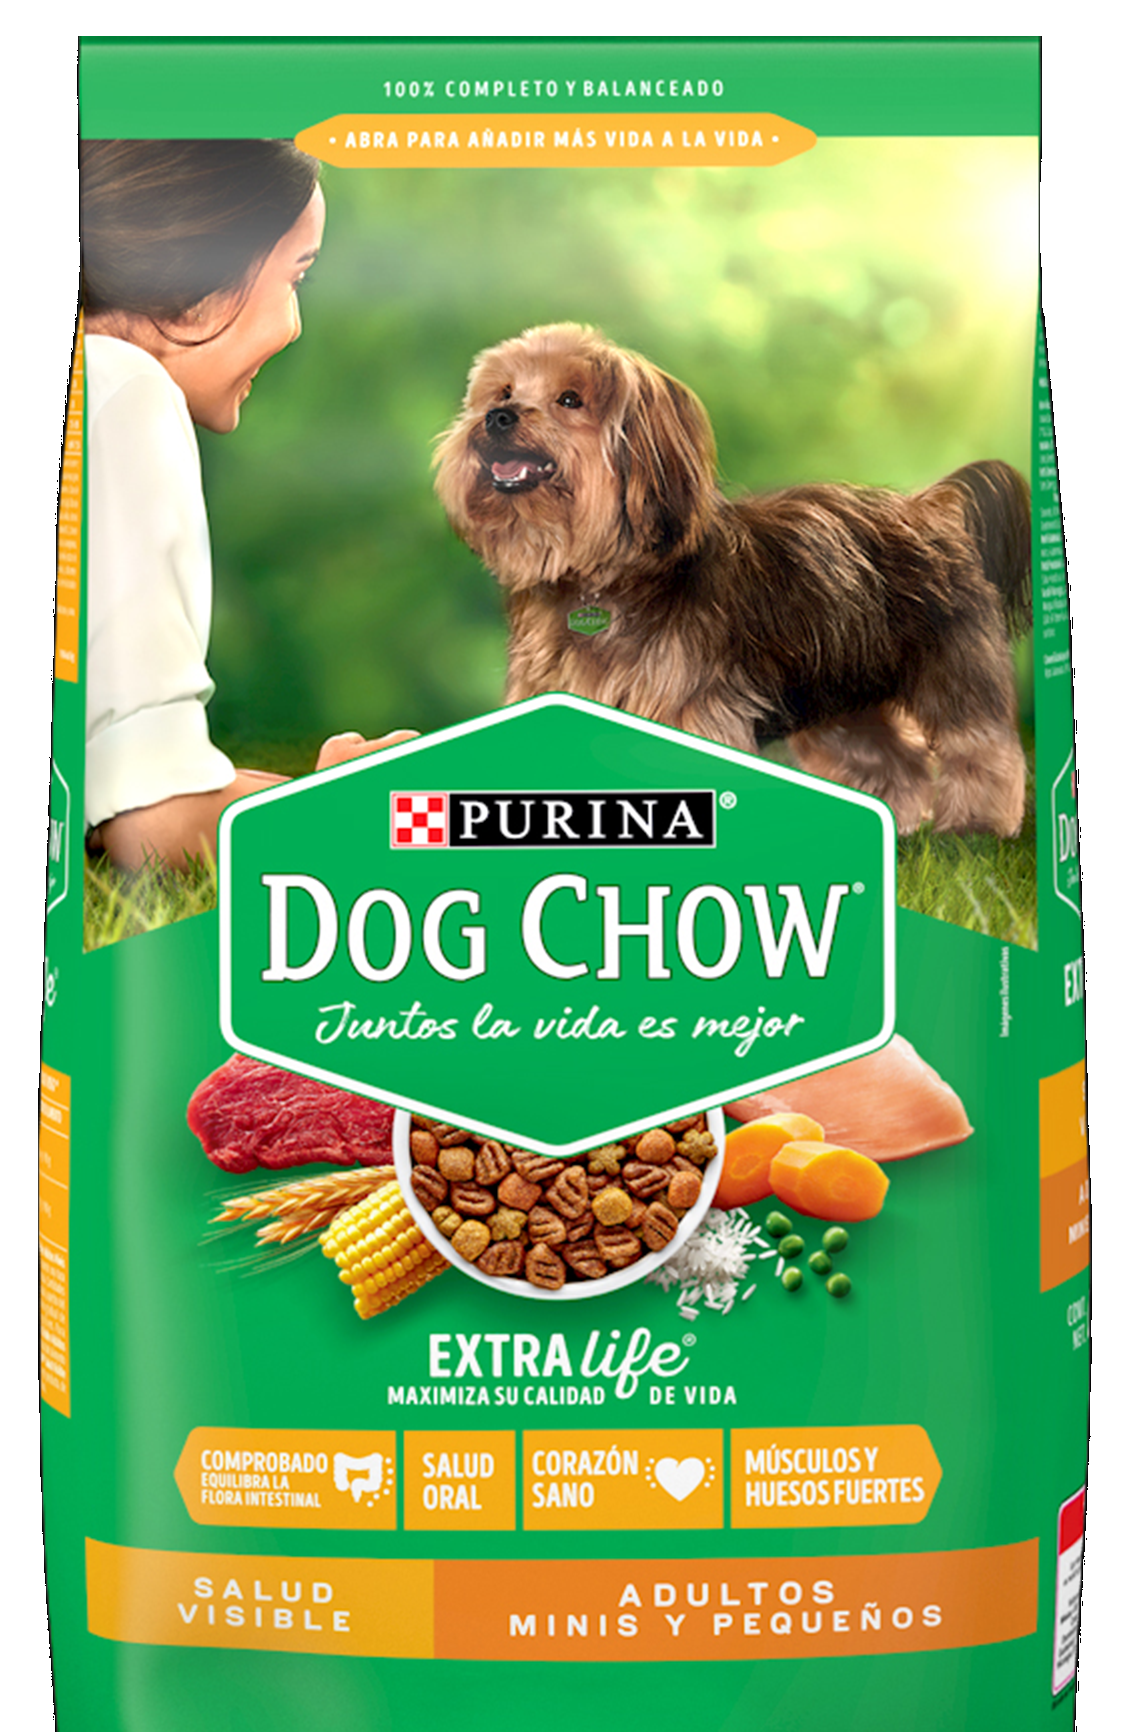 100% COMPLETO Y BALANCEADO
• ABRA PARA AÑADIR MÁS VIDA A LA VIDA •
PURINA®
DOG CHOW®
Juntos la vida es mejor
Imágenes ilustrativas
EXTRA life®
MAXIMIZA SU CALIDAD DE VIDA
COMPROBADO
EQUILIBRA LA
FLORA INTESTINAL
SALUD
ORAL
CORAZÓN
SANO
MÚSCULOS Y
HUESOS FUERTES
SALUD
VISIBLE
ADULTOS
MINIS Y PEQUEÑOS